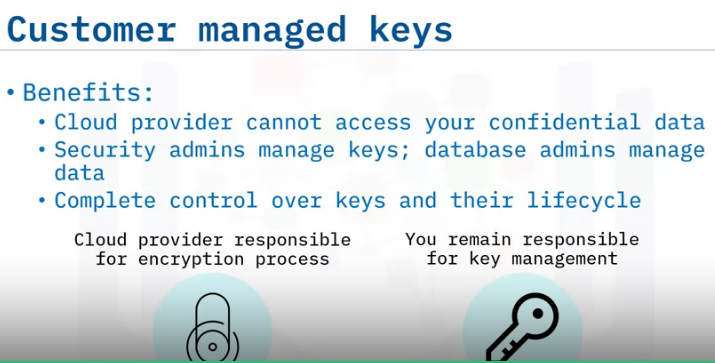 Customer managed keys
• Benefits:
• Cloud provider cannot access your confidential data
• Security admins manage keys; database admins manage
data
• Complete control over keys and their lifecycle
Cloud provider responsible
for encryption process
You remain responsible
for key management